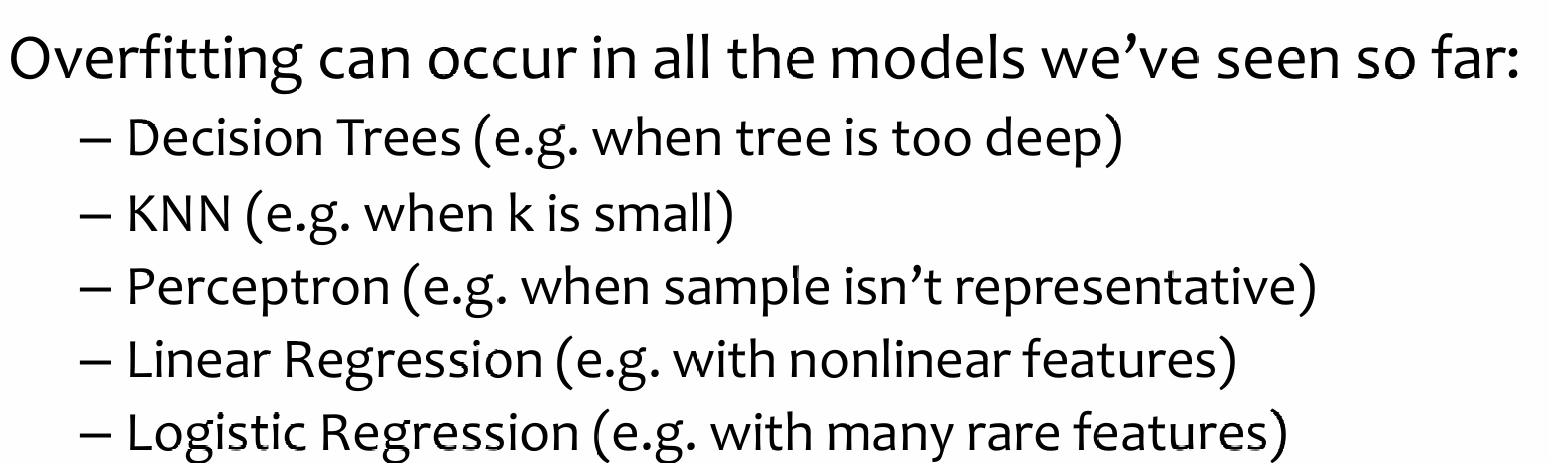 Overfitting can occur in all the models we’ve seen so far:
– Decision Trees (e.g. when tree is too deep)
– KNN (e.g. when k is small)
– Perceptron (e.g. when sample isn’t representative)
– Linear Regression (e.g. with nonlinear features)
– Logistic Regression (e.g. with many rare features)